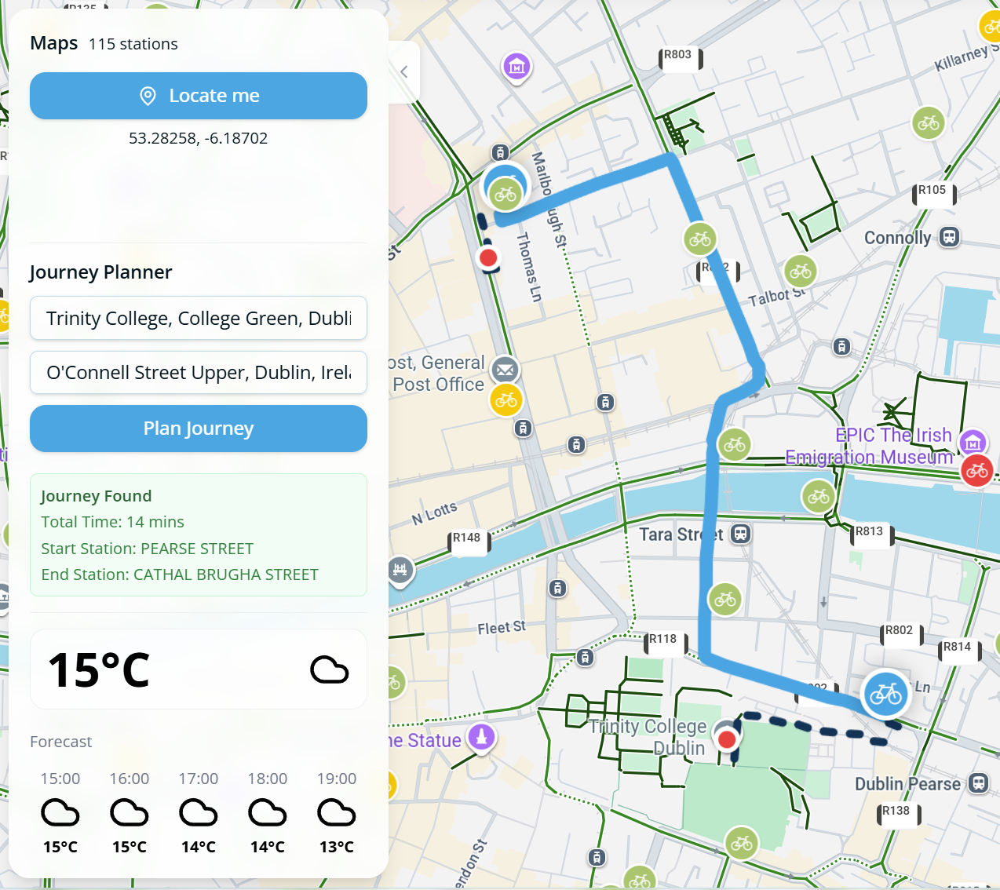 Maps 115 stations
Locate me
53.28258, -6.18702
Journey Planner
Trinity College, College Green, Dubli
O'Connell Street Upper, Dublin, Irel
Plan Journey
Journey Found
Total Time: 14 mins
Start Station: PEARSE STREET
End Station: CATHAL BRUGHA STREET
15°C
Forecast
15:00 16:00 17:00 18:00 19:00
15°C 15°C 14°C 14°C 13°C
R135
R803
Killarney S
R105
Connolly
Marlborough St
Thomas Ln
St
Talbot St
ost, General
Post Office
EPIC The Irish
Emigration Museum
N Lotts
R148
Tara Street
R813
Fleet St
R118
R802
R814
Ln
Trinity College
Dublin
ne Statue
Dublin Pearse
R138
endon St